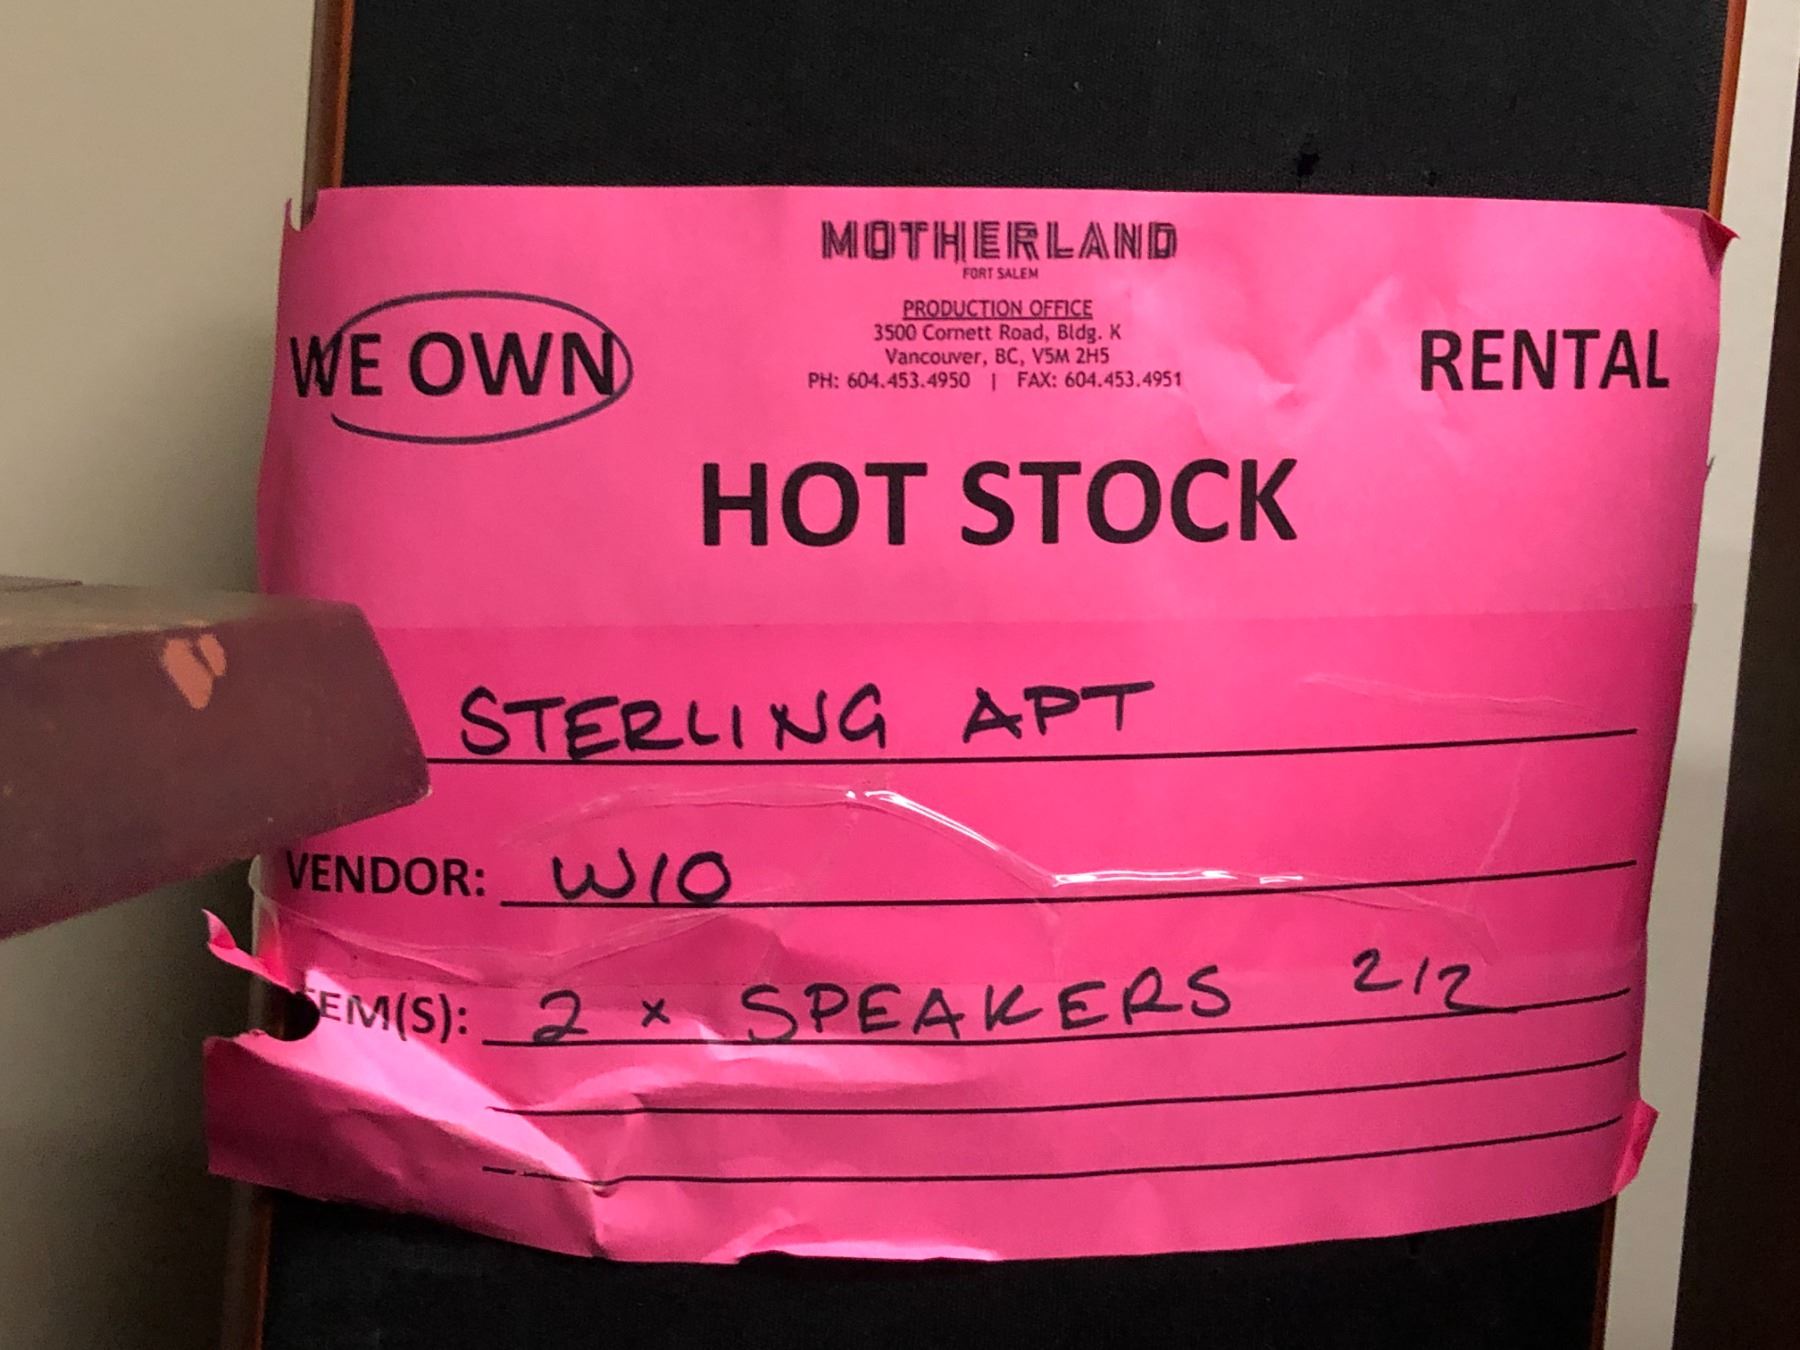 MOTHERLAND
FORT SALEM
PRODUCTION OFFICE
3500 Cornett Road, Bldg. K
Vancouver, BC, V5M 2H5
PH: 604.453.4950 | FAX: 604.453.4951
WE OWN
RENTAL
HOT STOCK
STERLING APT
VENDOR: W10
EM(S): 2 x SPEAKERS 2/2